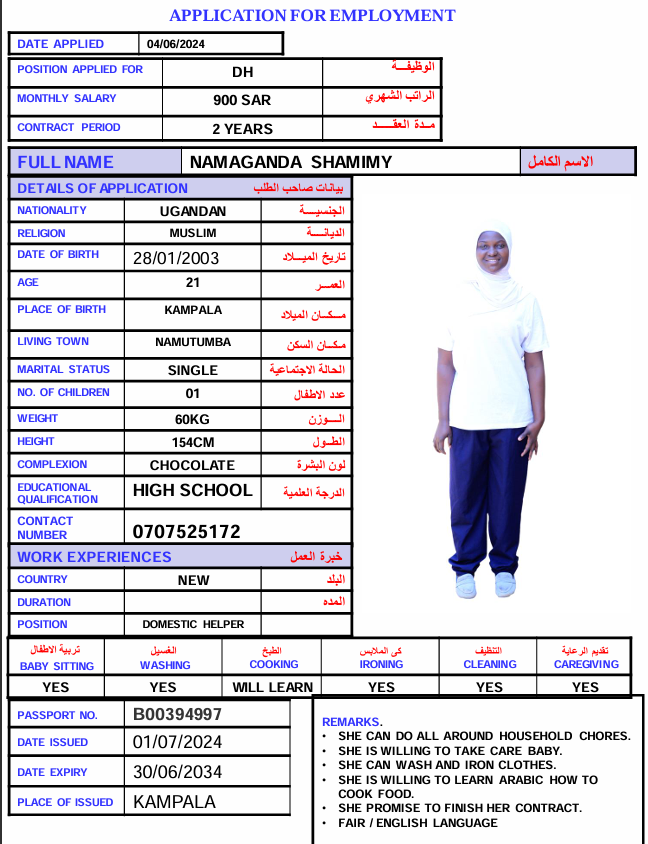 APPLICATION FOR EMPLOYMENT
DATE APPLIED 04/06/2024
POSITION APPLIED FOR DH الوظيفـــة
MONTHLY SALARY 900 SAR الراتب الشهري
CONTRACT PERIOD 2 YEARS مـدة العقـــد
FULL NAME NAMAGANDA SHAMIMY الاسم الكامل
DETAILS OF APPLICATION بيانات صاحب الطلب
NATIONALITY UGANDAN الجنسيـــة
RELIGION MUSLIM الديانـــة
DATE OF BIRTH 28/01/2003 تاريخ الميـــلاد
AGE 21 العمـــر
PLACE OF BIRTH KAMPALA مـــكـــان الميلاد
LIVING TOWN NAMUTUMBA مـكـــان السكن
MARITAL STATUS SINGLE الحالة الاجتماعية
NO. OF CHILDREN 01 عدد الاطفال
WEIGHT 60KG الـــوزن
HEIGHT 154CM الطـول
COMPLEXION CHOCOLATE لون البشرة
EDUCATIONAL QUALIFICATION HIGH SCHOOL الدرجة العلمية
CONTACT NUMBER 0707525172
WORK EXPERIENCES خبرة العمل
COUNTRY NEW البلد
DURATION المده
POSITION DOMESTIC HELPER
تربية الاطفال الغسيل الطبخ كى الملابس التنظيف تقديم الرعاية
BABY SITTING WASHING COOKING IRONING CLEANING CAREGIVING
YES YES WILL LEARN YES YES YES
PASSPORT NO. B00394997
DATE ISSUED 01/07/2024
DATE EXPIRY 30/06/2034
PLACE OF ISSUED KAMPALA
REMARKS.
• SHE CAN DO ALL AROUND HOUSEHOLD CHORES.
• SHE IS WILLING TO TAKE CARE BABY.
• SHE CAN WASH AND IRON CLOTHES.
• SHE IS WILLING TO LEARN ARABIC HOW TO
COOK FOOD.
• SHE PROMISE TO FINISH HER CONTRACT.
• FAIR / ENGLISH LANGUAGE